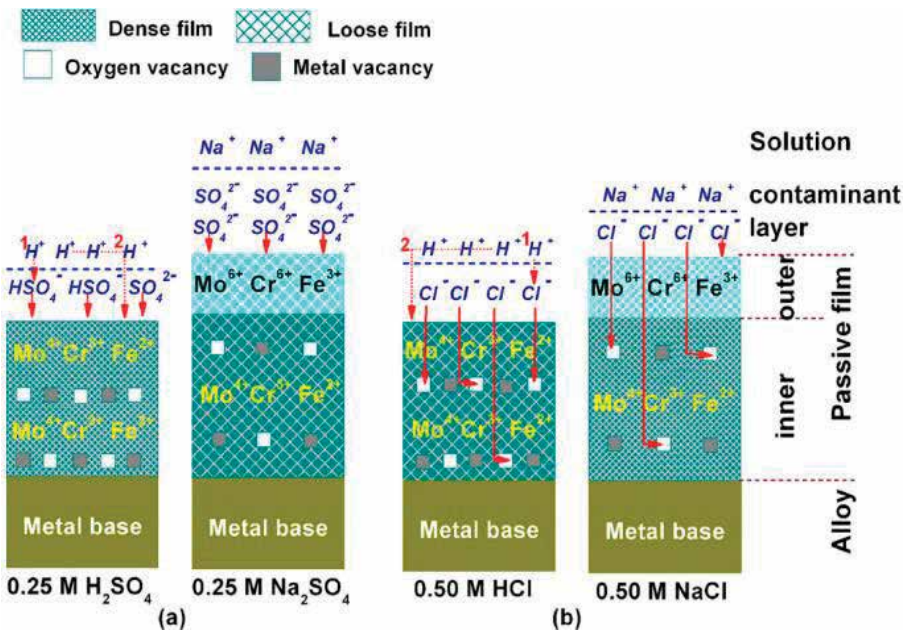 Dense film Loose film
Oxygen vacancy Metal vacancy
Na⁺ Na⁺ Na⁺
SO₄²⁻ SO₄²⁻ SO₄²⁻
SO₄²⁻ SO₄²⁻ SO₄²⁻
1 H⁺ H⁺ H⁺ 2 H⁺
HSO₄⁻ HSO₄⁻ SO₄²⁻
Mo⁶⁺ Cr⁶⁺ Fe³⁺
Mo⁴⁺ Cr³⁺ Fe²⁺
Mo⁴⁺ Cr³⁺ Fe²⁺
Mo⁴⁺ Cr³⁺ Fe²⁺
Metal base
Metal base
0.25 M H₂SO₄
0.25 M Na₂SO₄
(a)
2 H⁺ H⁺ H⁺ 1 H⁺
Cl⁻ Cl⁻ Cl⁻ Cl⁻
Mo⁴⁺ Cr³⁺ Fe²⁺
Mo⁴⁺ Cr³⁺ Fe²⁺
Metal base
0.50 M HCl
Na⁺ Na⁺ Na⁺
Cl⁻ Cl⁻ Cl⁻ Cl⁻
Mo⁶⁺ Cr⁶⁺ Fe³⁺
Mo⁴⁺ Cr³⁺ Fe²⁺
Metal base
0.50 M NaCl
(b)
Solution
contaminant
layer
outer
inner
Passive film
Alloy